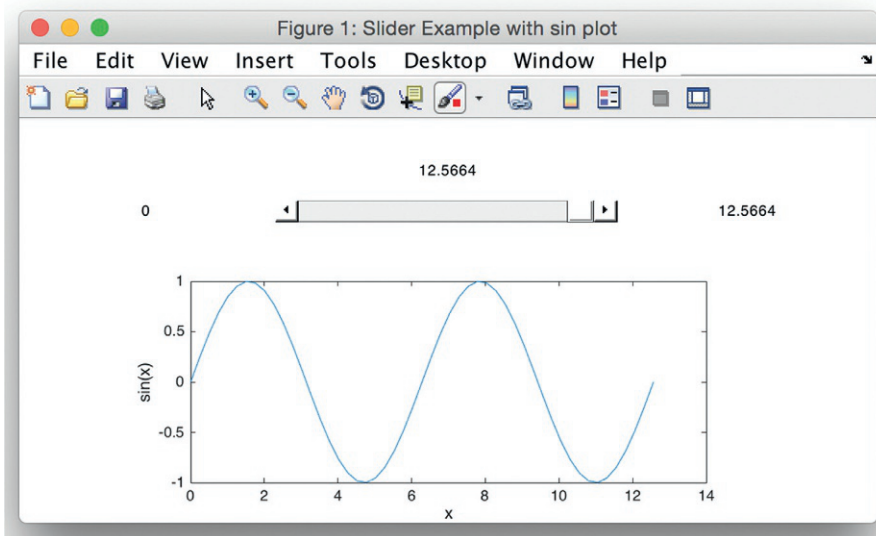 Figure 1: Slider Example with sin plot
File Edit View Insert Tools Desktop Window Help
12.5664
0 12.5664
1
0.5
0
-0.5
-1
sin(x)
0 2 4 6 8 10 12 14
x